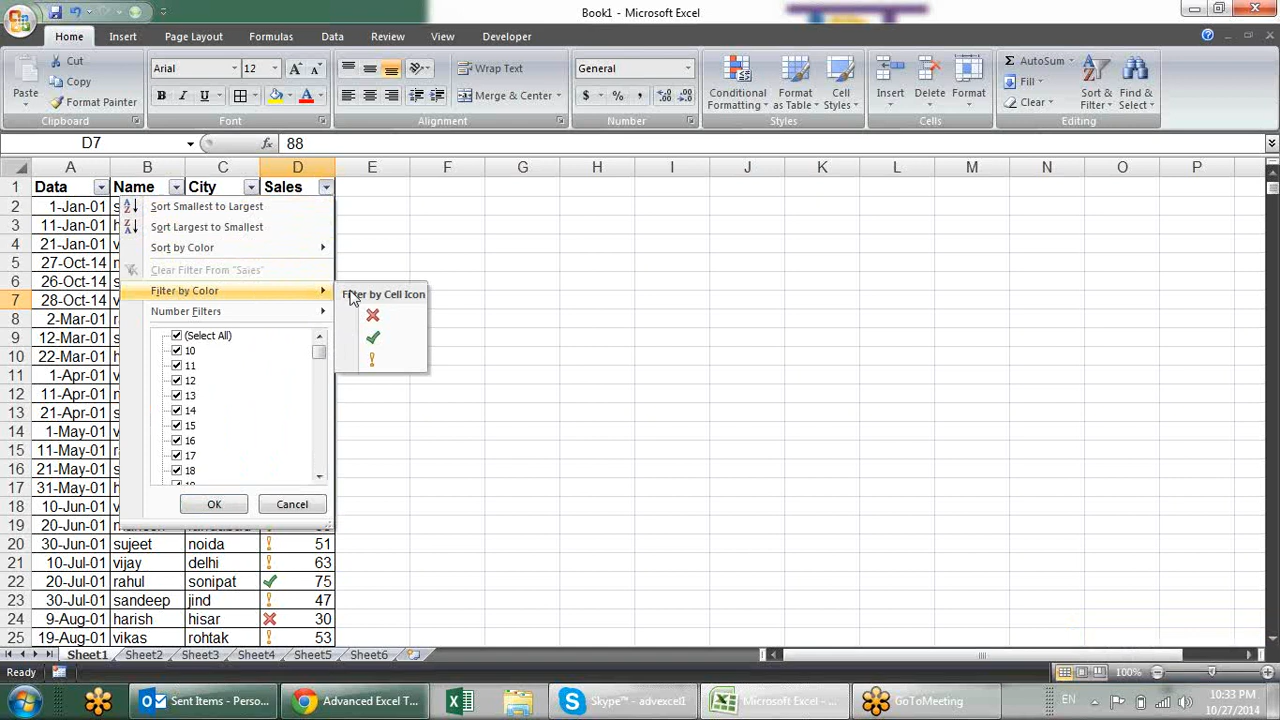 Book1 - Microsoft Excel
Home Insert Page Layout Formulas Data Review View Developer
Paste
Cut
Copy
Format Painter
Clipboard
Arial 12
B I U
Font
Wrap Text
Merge & Center
Alignment
General
$ % ,
Number
Conditional Formatting
Format as Table
Cell Styles
Styles
Insert Delete Format
Cells
AutoSum
Fill
Clear
Sort & Filter
Find & Select
Editing
D7 fx 88
A B C D E F G H I J K L M N O P
1 Data Name City Sales
2 1-Jan-01
3 11-Jan-01
4 21-Jan-01
5 27-Oct-14
6 26-Oct-14
7 28-Oct-14
8 2-Mar-01
9 12-Mar-01
10 22-Mar-01
11 1-Apr-01
12 11-Apr-01
13 21-Apr-01
14 1-May-01
15 11-May-01
16 21-May-01
17 31-May-01
18 10-Jun-01
19 20-Jun-01
20 30-Jun-01 sujeet noida 51
21 10-Jul-01 vijay delhi 63
22 20-Jul-01 rahul sonipat 75
23 30-Jul-01 sandeep jind 47
24 9-Aug-01 harish hisar 30
25 19-Aug-01 vikas rohtak 53
Sort Smallest to Largest
Sort Largest to Smallest
Sort by Color
Clear Filter From "Sales"
Filter by Color
Number Filters
(Select All)
10
11
12
13
14
15
16
17
18
OK Cancel
Filter by Cell Icon
Sheet1 Sheet2 Sheet3 Sheet4 Sheet5 Sheet6
Ready 100%
Sent Items - Perso...
Advanced Excel T...
Skype™ - advexcel1
Microsoft Excel - ...
GoToMeeting
EN
10:33 PM
10/27/2014